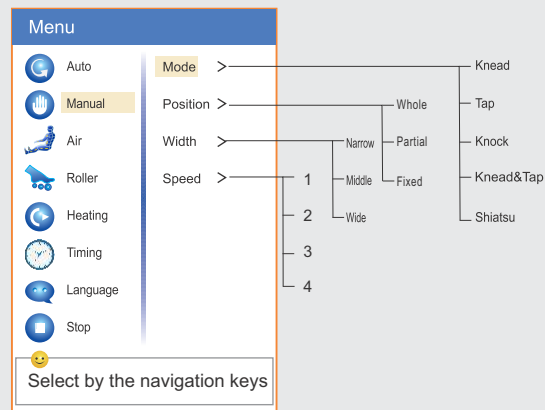 Menu
Auto
Manual
Air
Roller
Heating
Timing
Language
Stop
Mode >
Position >
Width >
Speed >
Knead
Tap
Knock
Knead&Tap
Shiatsu
Whole
Partial
Fixed
Narrow
Middle
Wide
1
2
3
4
Select by the navigation keys